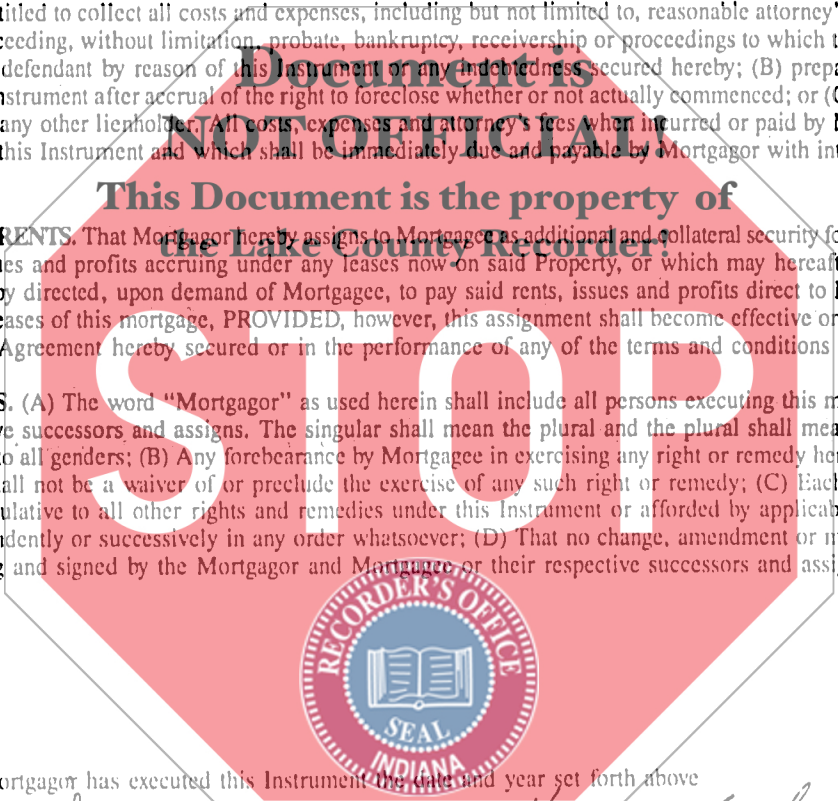 titled to collect all costs and expenses, including but not limited to, reasonable attorney'
ceeding, without limitation, probate, bankruptcy, receivership or proceedings to which t
defendant by reason of this Instrument or any indebtedness secured hereby; (B) prepa
nstrument after accrual of the right to foreclose whether or not actually commenced; or (C
any other lienholder, All costs, expenses and attorney's fees when incurred or paid by
this Instrument and which shall be immediately due and payable by Mortgagor with int
Document is
NOT OFFICIAL!
This Document is the property of
the Lake County Recorder!
RENTS. That Mortgagor hereby assigns to Mortgagee as additional and collateral security fo
es and profits accruing under any leases now on said Property, or which may hereaft
y directed, upon demand of Mortgagee, to pay said rents, issues and profits direct to
eases of this mortgage, PROVIDED, however, this assignment shall become effective or
Agreement hereby secured or in the performance of any of the terms and conditions
STOP
S. (A) The word "Mortgagor" as used herein shall include all persons executing this m
ve successors and assigns. The singular shall mean the plural and the plural shall mea
o all genders; (B) Any forebearance by Mortgagee in exercising any right or remedy her
all not be a waiver of or preclude the exercise of any such right or remedy; (C) Each
ulative to all other rights and remedies under this Instrument or afforded by applicab
dently or successively in any order whatsoever; (D) That no change, amendment or m
g and signed by the Mortgagor and Mortgagee or their respective successors and assi
RECORDER'S OFFICE
SEAL
INDIANA
ortgagor has executed this Instrument the date and year set forth above